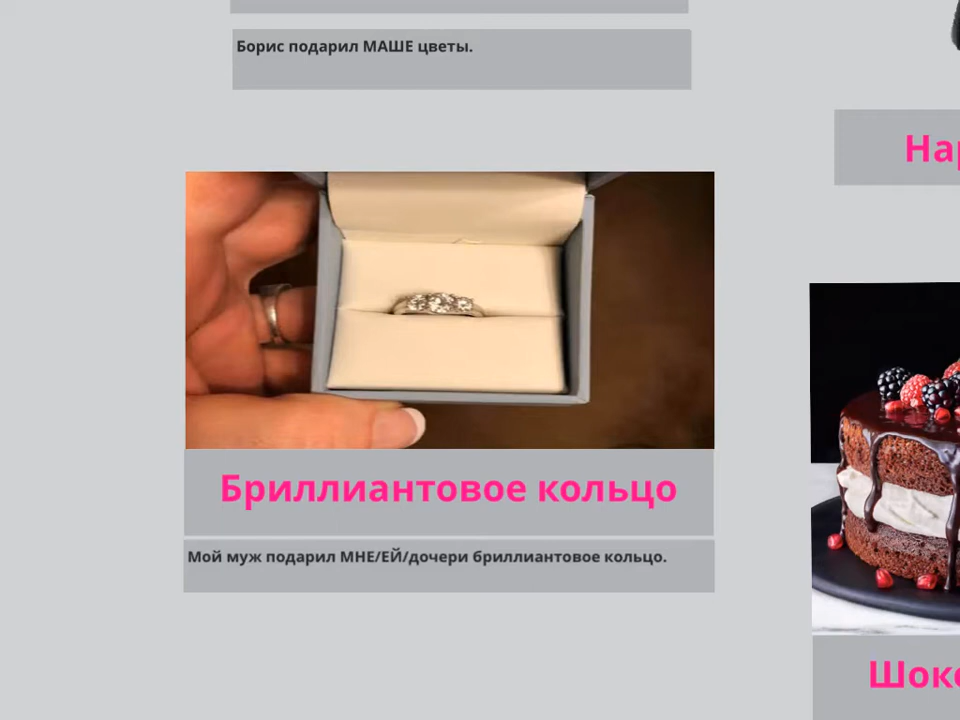 Борис подарил МАШЕ цветы.
Бриллиантовое кольцо
Мой муж подарил МНЕ/ЕЙ/дочери бриллиантовое кольцо.